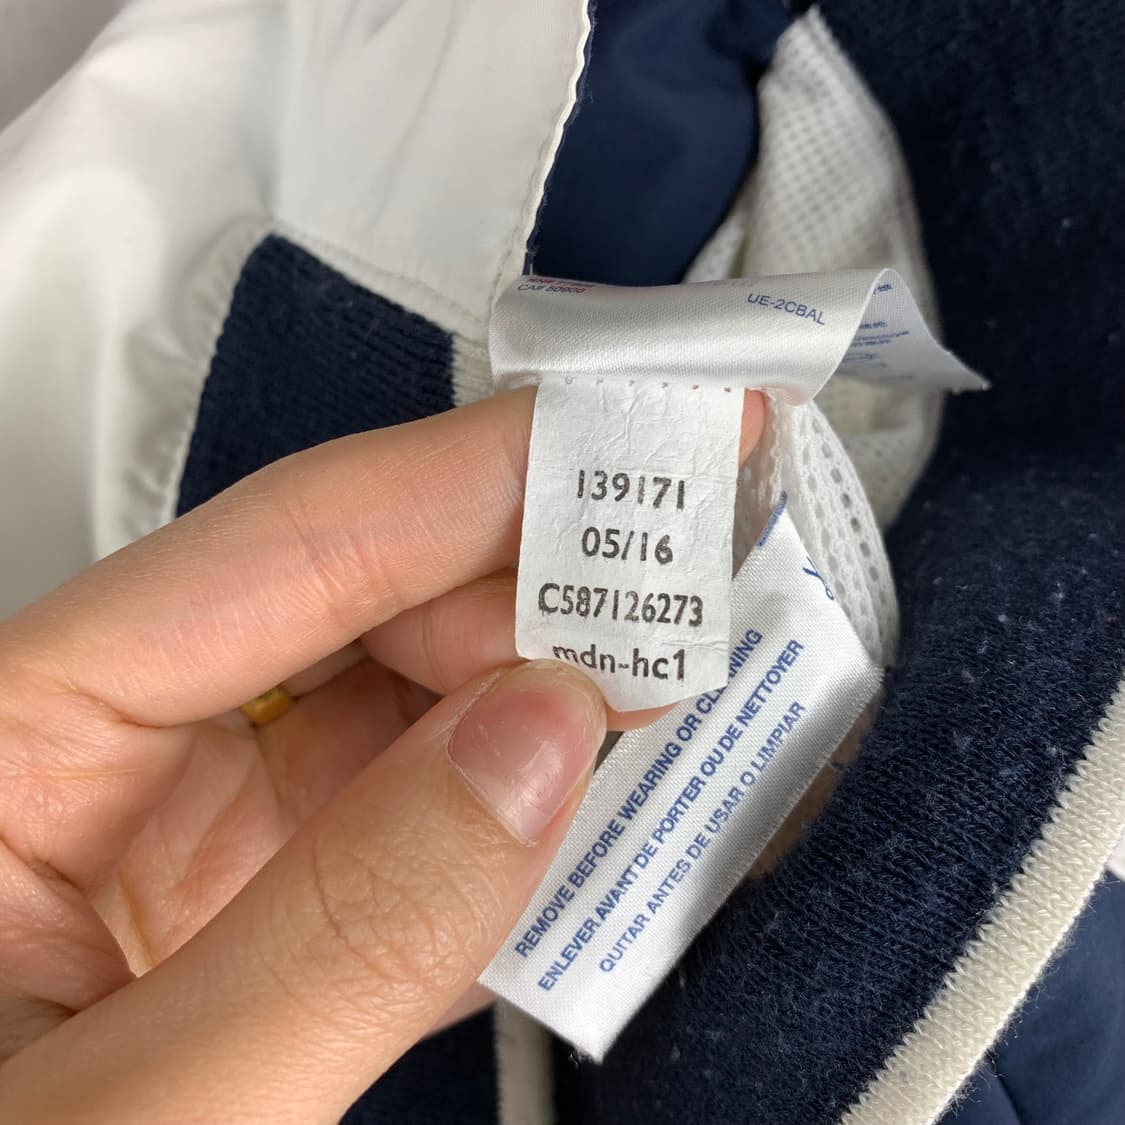 CA# 50900
UE-2CBAL
139171
05/16
C587126273
mdn-hc1
REMOVE BEFORE WEARING OR CLEANING
ENLEVER AVANT DE PORTER OU DE NETTOYER
QUITAR ANTES DE USAR O LIMPIAR